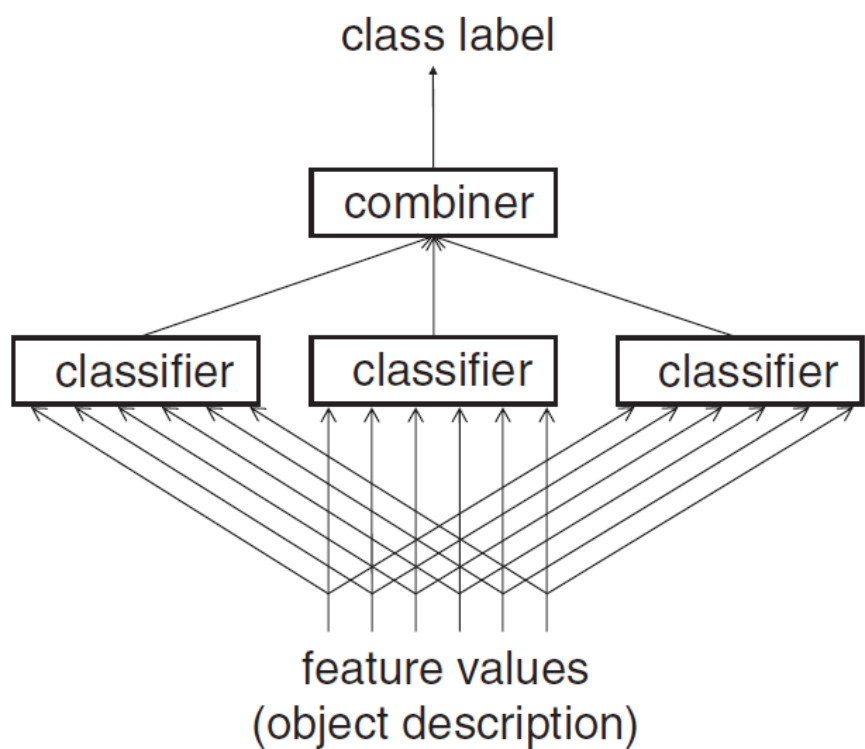 class label
combiner
classifier
classifier
classifier
feature values
(object description)